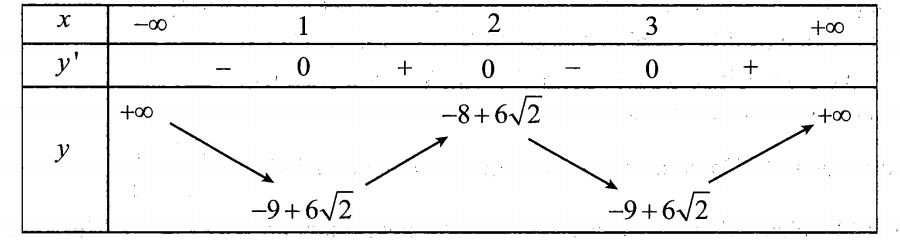 x −∞ 1 2 3 +∞
y' − 0 + 0 − 0 +
+∞ −8+6√2 +∞
y
−9+6√2 −9+6√2